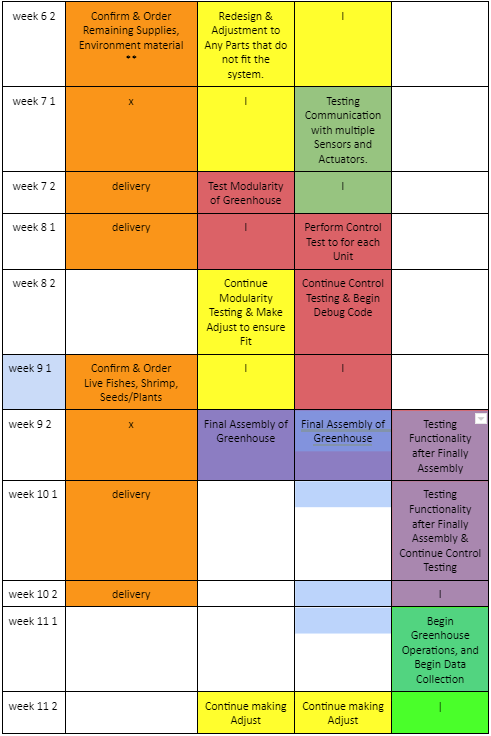 week 6 2
Confirm & Order
Remaining Supplies,
Environment material
**
Redesign &
Adjustment to
Any Parts that do
not fit the
system.
|
week 7 1
x
|
Testing
Communication
with multiple
Sensors and
Actuators.
week 7 2
delivery
Test Modularity
of Greenhouse
|
week 8 1
delivery
|
Perform Control
Test to for each
Unit
week 8 2
Continue
Modularity
Testing & Make
Adjust to ensure
Fit
Continue Control
Testing & Begin
Debug Code
week 9 1
Confirm & Order
Live Fishes, Shrimp,
Seeds/Plants
|
|
week 9 2
x
Final Assembly of
Greenhouse
Final Assembly of
Greenhouse
Testing
Functionality
after Finally
Assembly
week 10 1
delivery
Testing
Functionality
after Finally
Assembly &
Continue Control
Testing
week 10 2
delivery
|
week 11 1
Begin
Greenhouse
Operations, and
Begin Data
Collection
week 11 2
Continue making
Adjust
Continue making
Adjust
|